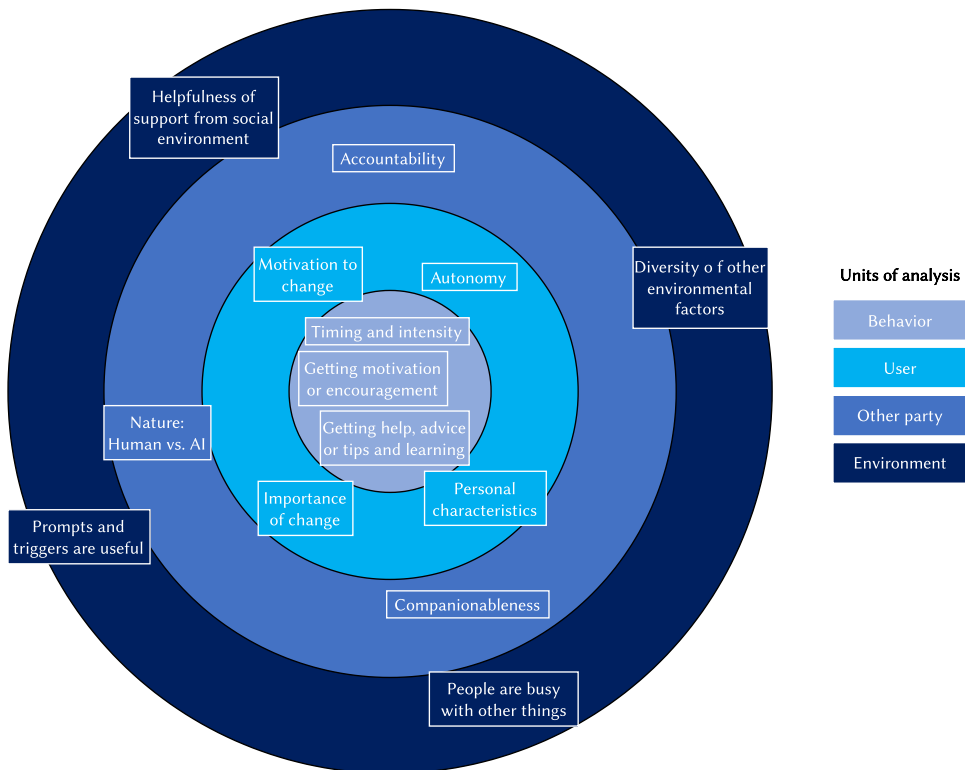 Helpfulness of
support from social
environment
Accountability
Motivation to
change
Autonomy
Diversity o f other
environmental
factors
Timing and intensity
Getting motivation
or encouragement
Getting help, advice
or tips and learning
Nature:
Human vs. AI
Importance
of change
Personal
characteristics
Prompts and
triggers are useful
Companionableness
People are busy
with other things
Units of analysis
Behavior
User
Other party
Environment